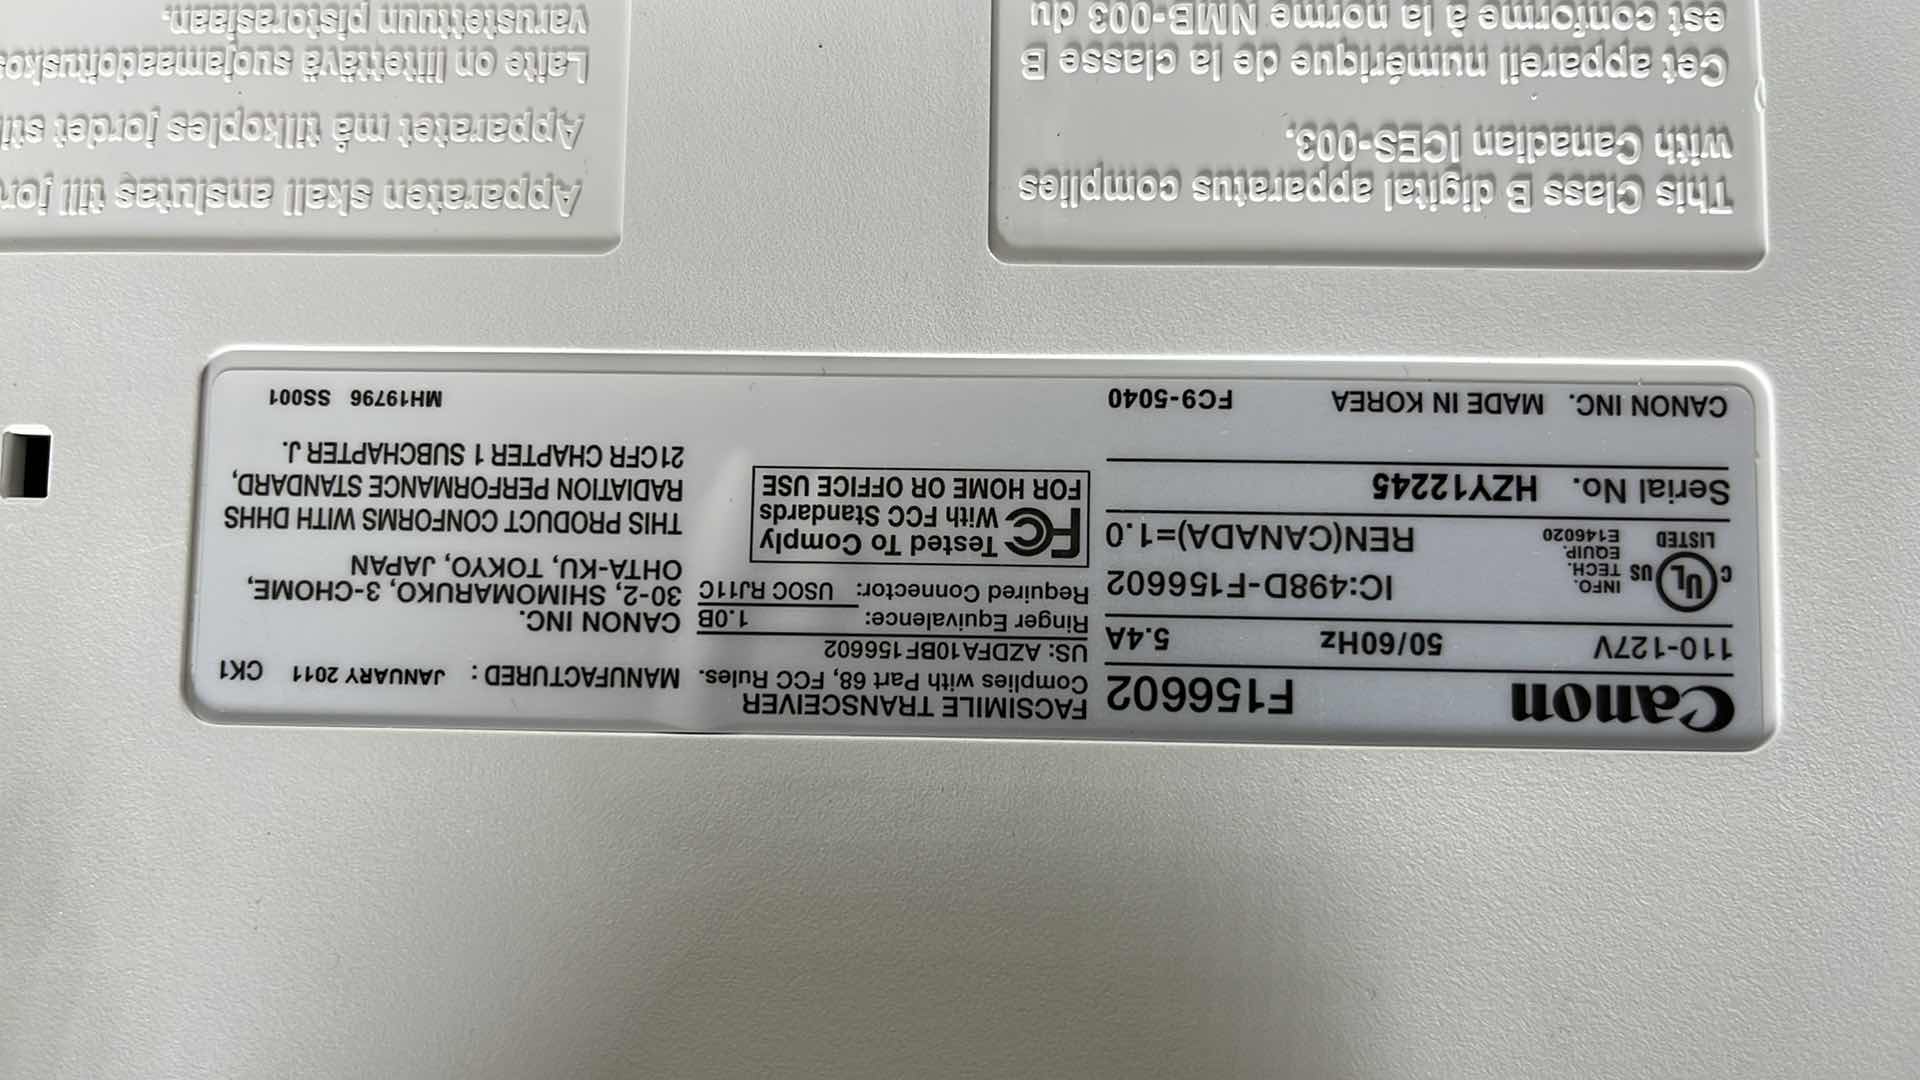 Canon F156602
110-127V 50/60Hz 5.4A
C UL US LISTED
INFO.
TECH.
EQUIP.
E146020
IC:498D-F156602
REN(CANADA)=1.0
Serial No. HZY12245
CANON INC. MADE IN KOREA FC9-5040
FACSIMILE TRANSCEIVER
Complies with Part 68, FCC Rules.
US: AZDFA10BF156602
Ringer Equivalence: 1.0B
Required Connector: USOC RJ11C
FC Tested To Comply
With FCC Standards
FOR HOME OR OFFICE USE
MANUFACTURED: JANUARY 2011 CK1
CANON INC.
30-2, SHIMOMARUKO, 3-CHOME,
OHTA-KU, TOKYO, JAPAN
THIS PRODUCT CONFORMS WITH DHHS
RADIATION PERFORMANCE STANDARD,
21CFR CHAPTER 1 SUBCHAPTER J.
MH19796 SS001
This Class B digital apparatus complies
with Canadian ICES-003.
Cet appareil numérique de la classe B
est conforme à la norme NMB-003 du
Apparaten skall anslutas till
Apparatet må tilkoples jordet
Laite on liitettävä
varustettuun pistorasiaan.